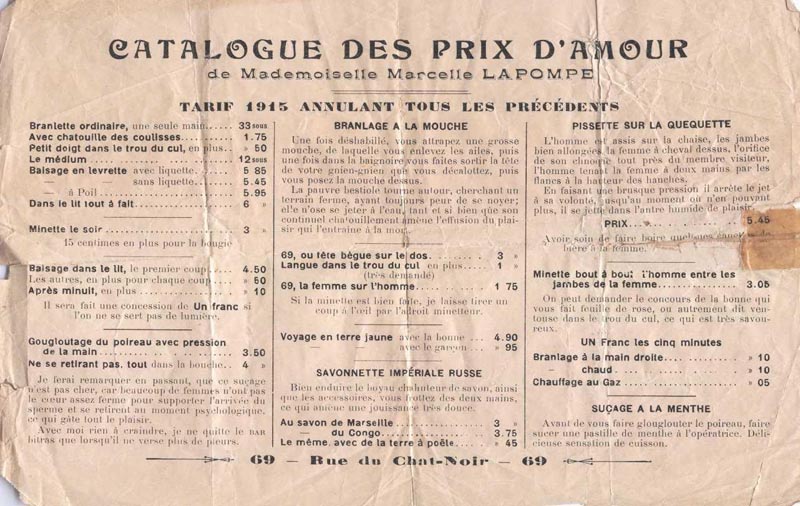 CATALOGUE DES PRIX D'AMOUR
de Mademoiselle Marcelle LAPOMPE
TARIF 1915 ANNULANT TOUS LES PRÉCÉDENTS
Branlette ordinaire, une seule main..... 33 sous
Avec chatouille des coulisses.... 1.75
Petit doigt dans le trou du cul, en plus.. » 50
Le médium ............ 12 sous
Baisage en levrette avec liquette..... 5 85
— — sans liquette..... 5.45
— à Poil............ 5.95
Dans le lit tout à fait.......... 6 »
Minette le soir .............. 3 »
15 centimes en plus pour la bougie
Baisage dans le lit, le premier coup... 4.50
Les autres, en plus pour chaque coup... » 50
Après minuit, en plus........... » 10
Il sera fait une concession de Un franc si
l'on ne se sert pas de lumière.
Gougloutage du poireau avec pression
de la main.............. 3.50
Ne se retirant pas, tout dans la bouche.. 4 »
Je ferai remarquer en passant, que ce suçage
n'est pas cher, car beaucoup de femmes n'ont pas
le cœur assez ferme pour supporter l'arrivée du
sperme et se retirent au moment psychologique,
ce qui gâte tout le plaisir.
Avec moi rien à craindre, je ne quitte le BAR
bitras que lorsqu'il ne verse plus de pleurs.
BRANLAGE A LA MOUCHE
Une fois déshabillé, vous attrapez une grosse
mouche, de laquelle vous enlevez les ailes, puis
une fois dans la baignoire vous faites sortir la tête
de votre gnien-gnien que vous décalottez, puis
vous posez la mouche dessus.
La pauvre bestiole tourne autour, cherchant un
terrain ferme, ayant toujours peur de se noyer;
elle n'ose se jeter à l'eau, tant et si bien que son
continuel chatouillement amène l'effusion du plai-
sir qui l'entraîne à la mort.
69, ou tête bègue sur le dos........ 3 »
Langue dans le trou du cul en plus.... 1 »
(très demandé)
69, la femme sur l'homme......... 1 75
Si la minette est bien faite, je laisse tirer un
coup à l'œil par l'adroit minetteur.
Voyage en terre jaune avec la bonne ... 4.90
— avec le garçon... » 95
SAVONNETTE IMPÉRIALE RUSSE
Bien enduire le boyau chahuteur de savon, ainsi
que les accessoires, vous frottez des deux mains,
ce qui amène une jouissance très douce.
Au savon de Marseille .......... 3 »
— du Congo............ 3.75
Le même, avec de la terre à poêle.... » 45
PISSETTE SUR LA QUEQUETTE
L'homme est assis sur la chaise, les jambes
bien allongées, la femme à cheval dessus, l'orifice
de son chnoque tout près du membre visiteur,
l'homme tenant la femme à deux mains par les
flancs à la hauteur des hanches.
En faisant une brusque pression il arrête le jet
à sa volonté, jusqu'au moment où n'en pouvant
plus, il se jette dans l'antre humide de plaisir.
PRIX............ 5.45
Avoir soin de faire boire quelques
bière à la femme.
Minette bout à bout; l'homme entre les
jambes de la femme........... 3.05
On peut demander le concours de la bonne qui
vous fait feuille de rose, ou autrement dit ven-
touse dans le trou du cul, ce qui est très savou-
reux.
UN Franc les cinq minutes
Branlage à la main droite......... » 10
— chaud ........ » 10
Chauffage au Gaz ............ » 05
SUÇAGE A LA MENTHE
Avant de vous faire glouglouter le poireau, faire
sucer une pastille de menthe à l'opératrice. Déli-
cieuse sensation de cuisson.
69 — Rue du Chat-Noir — 69